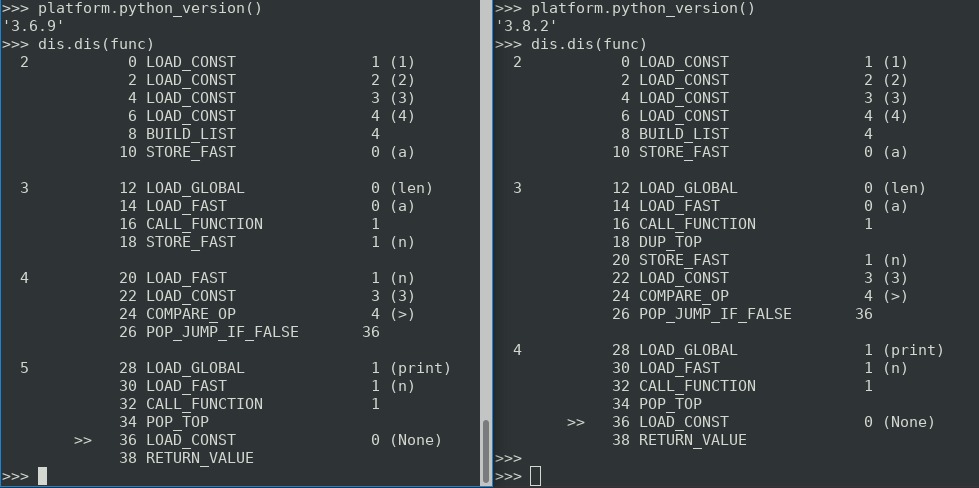 >>> platform.python_version()
'3.6.9'
>>> dis.dis(func)
  2           0 LOAD_CONST               1 (1)
              2 LOAD_CONST               2 (2)
              4 LOAD_CONST               3 (3)
              6 LOAD_CONST               4 (4)
              8 BUILD_LIST               4
             10 STORE_FAST               0 (a)

  3          12 LOAD_GLOBAL              0 (len)
             14 LOAD_FAST                0 (a)
             16 CALL_FUNCTION            1
             18 STORE_FAST               1 (n)

  4          20 LOAD_FAST                1 (n)
             22 LOAD_CONST               3 (3)
             24 COMPARE_OP               4 (>)
             26 POP_JUMP_IF_FALSE       36

  5          28 LOAD_GLOBAL              1 (print)
             30 LOAD_FAST                1 (n)
             32 CALL_FUNCTION            1
             34 POP_TOP
        >>   36 LOAD_CONST               0 (None)
             38 RETURN_VALUE
>>>
>>> platform.python_version()
'3.8.2'
>>> dis.dis(func)
  2           0 LOAD_CONST               1 (1)
              2 LOAD_CONST               2 (2)
              4 LOAD_CONST               3 (3)
              6 LOAD_CONST               4 (4)
              8 BUILD_LIST               4
             10 STORE_FAST               0 (a)

  3          12 LOAD_GLOBAL              0 (len)
             14 LOAD_FAST                0 (a)
             16 CALL_FUNCTION            1
             18 DUP_TOP
             20 STORE_FAST               1 (n)
             22 LOAD_CONST               3 (3)
             24 COMPARE_OP               4 (>)
             26 POP_JUMP_IF_FALSE       36

  4          28 LOAD_GLOBAL              1 (print)
             30 LOAD_FAST                1 (n)
             32 CALL_FUNCTION            1
             34 POP_TOP
        >>   36 LOAD_CONST               0 (None)
             38 RETURN_VALUE
>>>
>>>